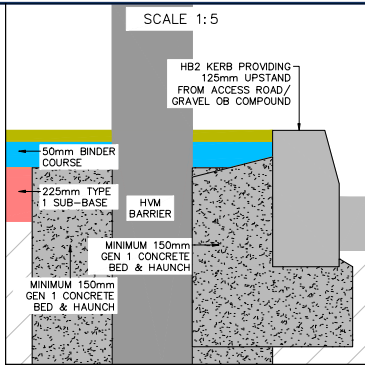 SCALE 1:5
HB2 KERB PROVIDING
125mm UPSTAND
FROM ACCESS ROAD/
GRAVEL OB COMPOUND
50mm BINDER
COURSE
225mm TYPE
1 SUB-BASE
HVM
BARRIER
MINIMUM 150mm
GEN 1 CONCRETE
BED & HAUNCH
MINIMUM 150mm
GEN 1 CONCRETE
BED & HAUNCH